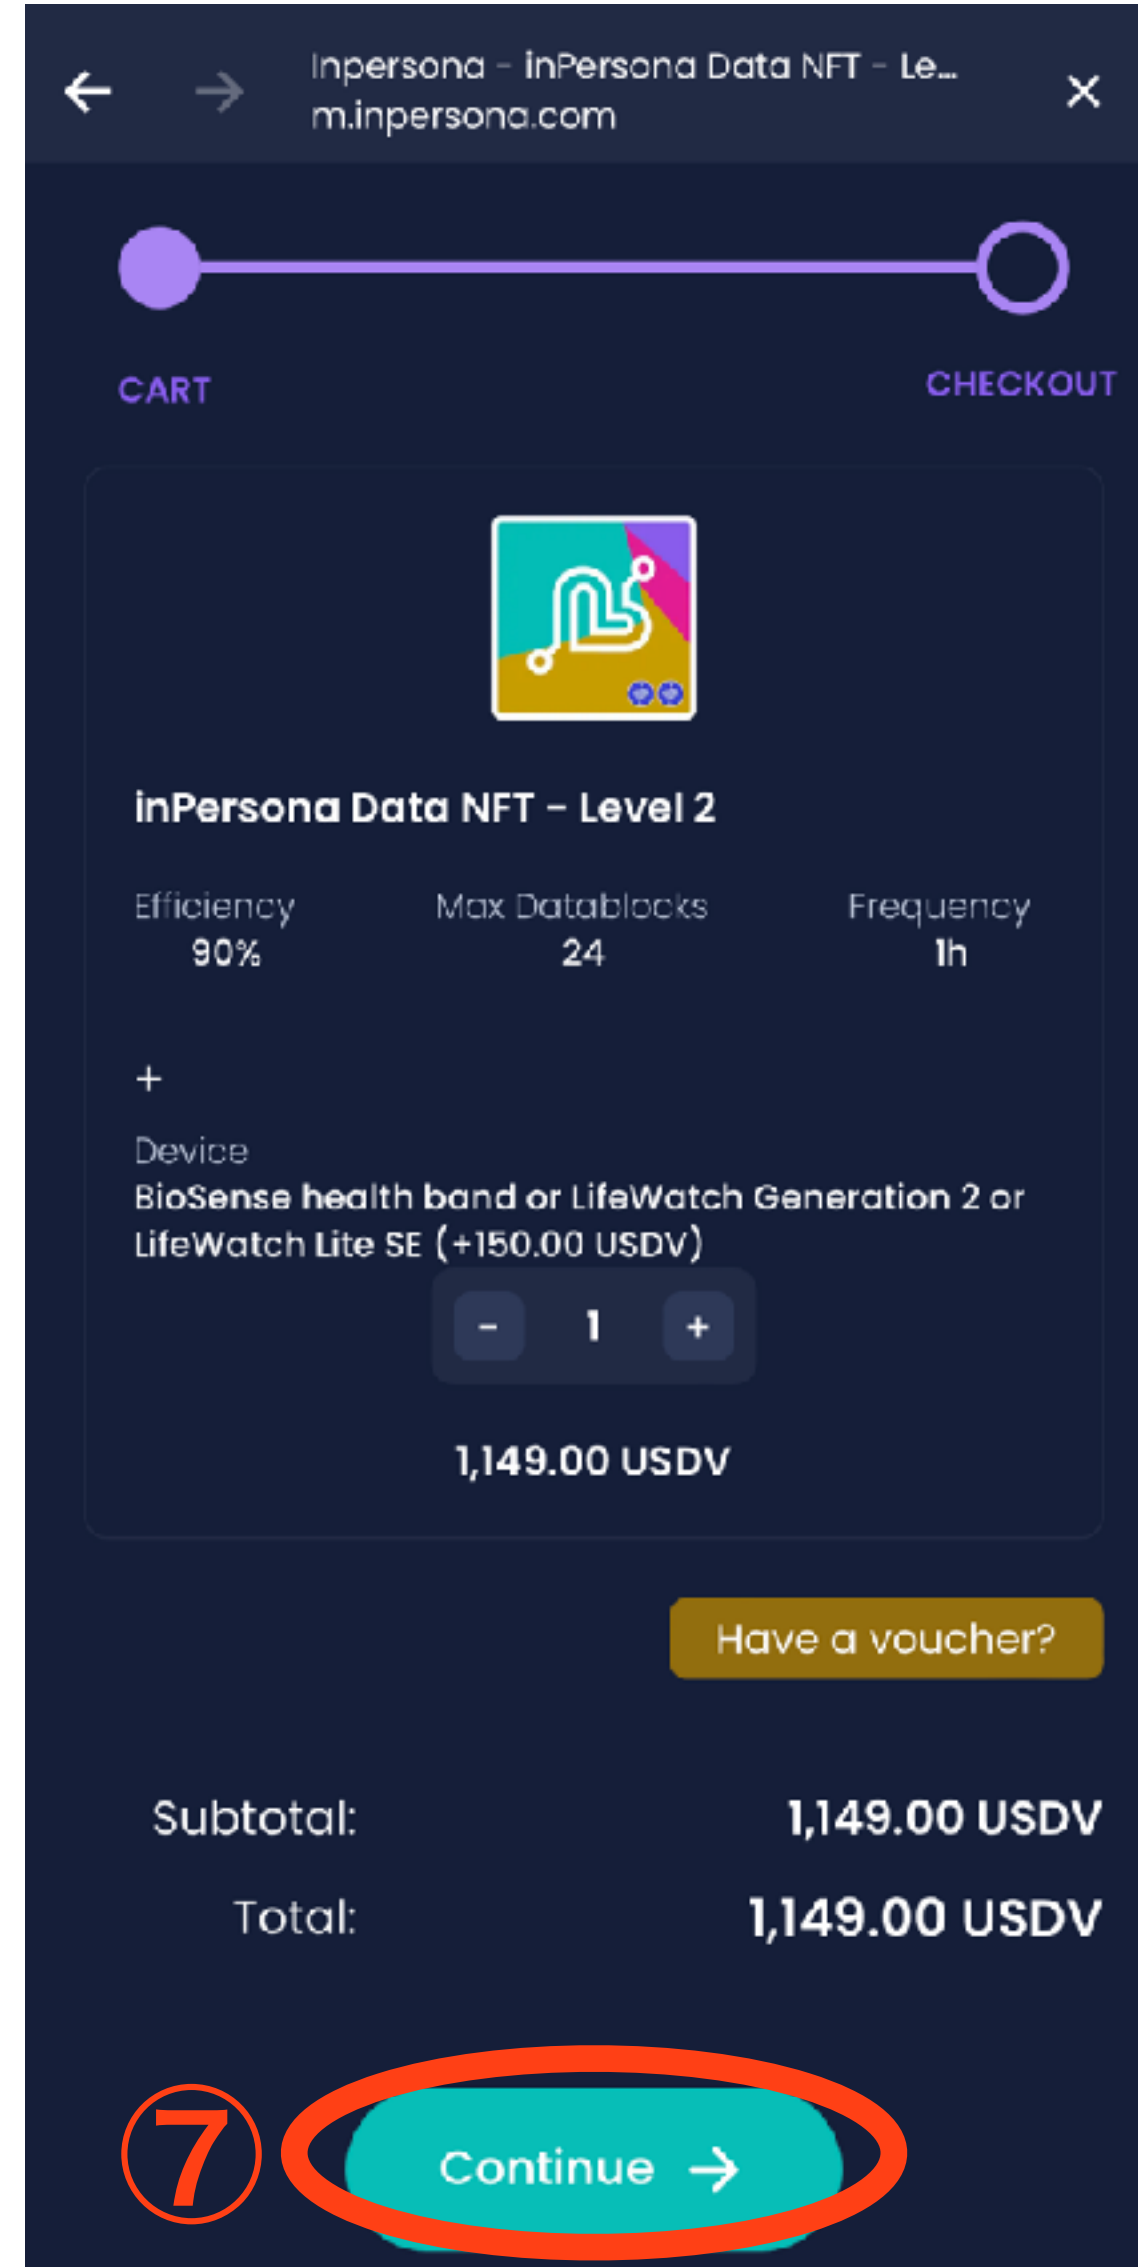 Inpersona - inPersona Data NFT - Le...
m.inpersona.com
CART
CHECKOUT
inPersona Data NFT - Level 2
Efficiency Max Datablocks Frequency
90% 24 1h
+
Device
BioSense health band or LifeWatch Generation 2 or
LifeWatch Lite SE (+150.00 USDV)
- 1 +
1,149.00 USDV
Have a voucher?
Subtotal: 1,149.00 USDV
Total: 1,149.00 USDV
⑦ Continue →